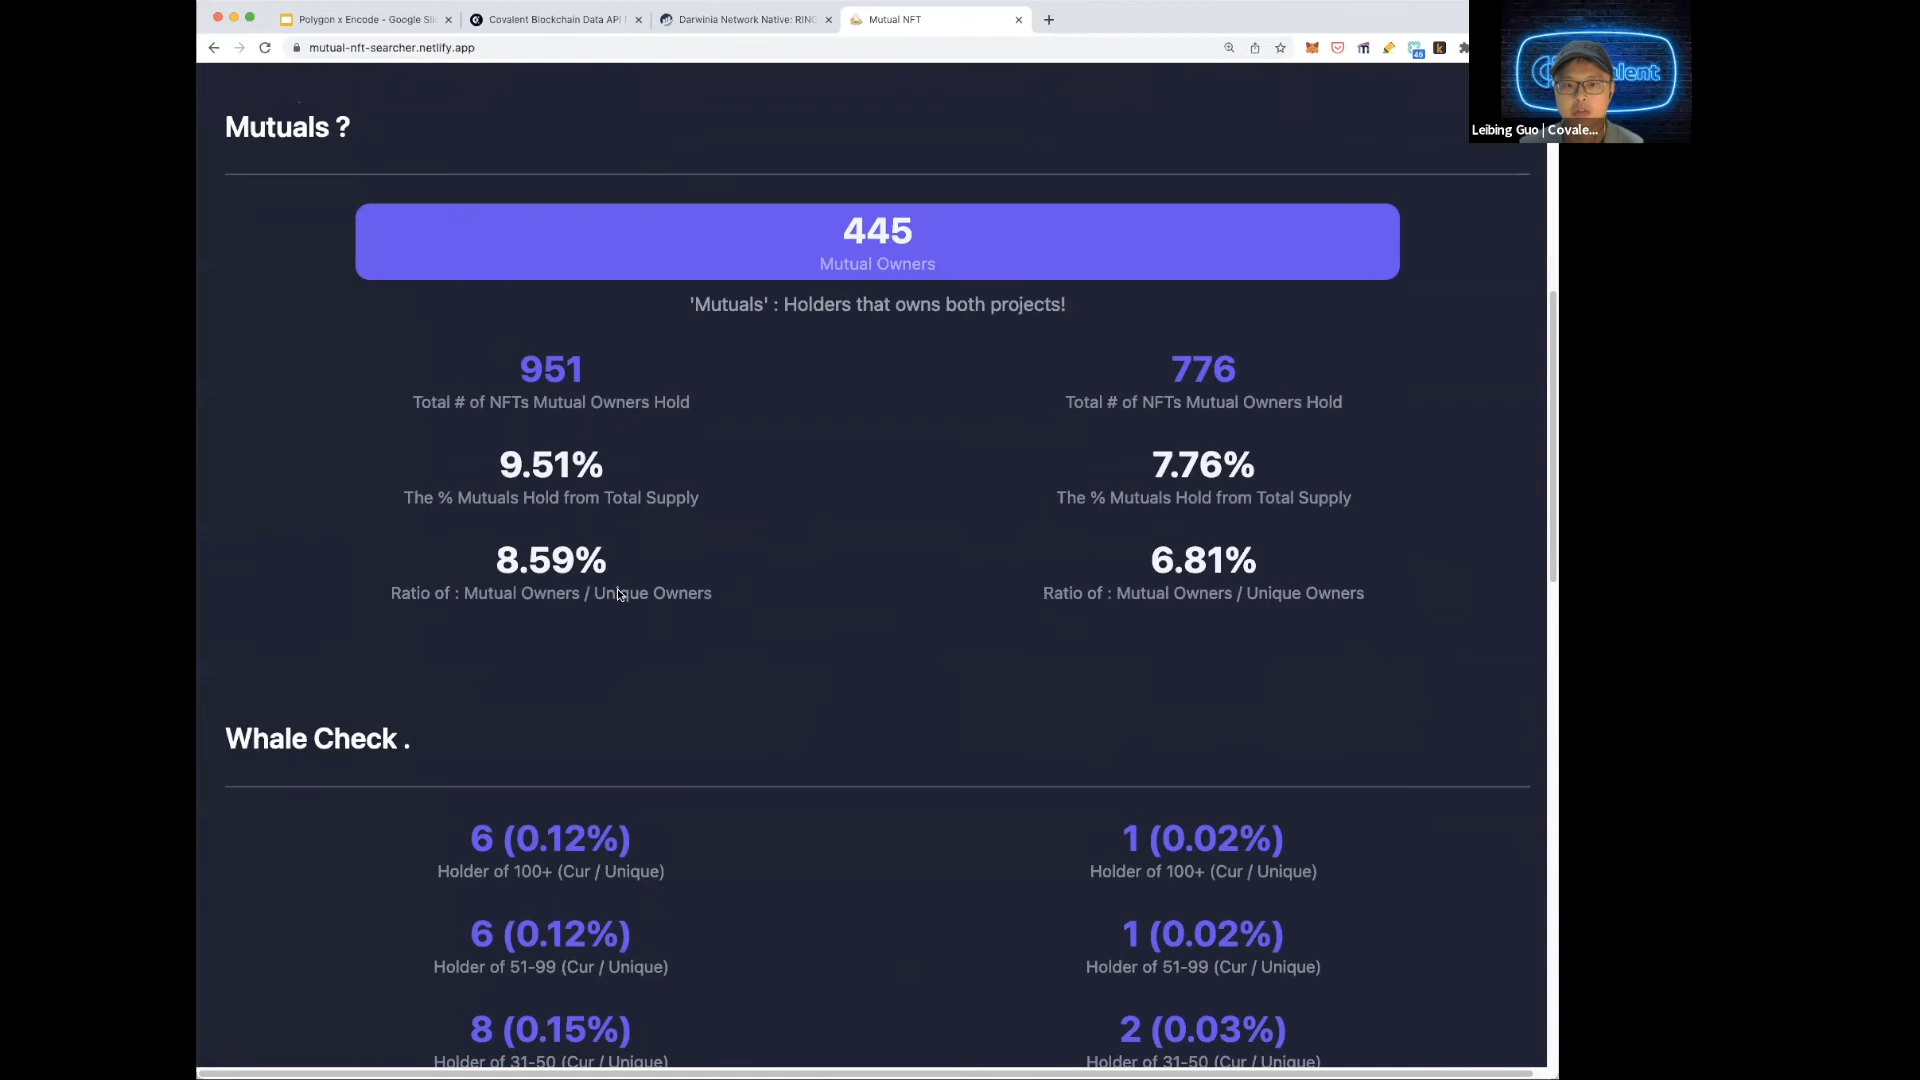 Polygon x Encode - Google Sli
Covalent Blockchain Data API
Darwinia Network Native: RING
Mutual NFT
mutual-nft-searcher.netlify.app
45
Covalent
Leibing Guo | Covale...
Mutuals ?
445
Mutual Owners
'Mutuals' : Holders that owns both projects!
951
776
Total # of NFTs Mutual Owners Hold
Total # of NFTs Mutual Owners Hold
9.51%
7.76%
The % Mutuals Hold from Total Supply
The % Mutuals Hold from Total Supply
8.59%
6.81%
Ratio of : Mutual Owners / Unique Owners
Ratio of : Mutual Owners / Unique Owners
Whale Check .
6 (0.12%)
1 (0.02%)
Holder of 100+ (Cur / Unique)
Holder of 100+ (Cur / Unique)
6 (0.12%)
1 (0.02%)
Holder of 51-99 (Cur / Unique)
Holder of 51-99 (Cur / Unique)
8 (0.15%)
2 (0.03%)
Holder of 31-50 (Cur / Unique)
Holder of 31-50 (Cur / Unique)